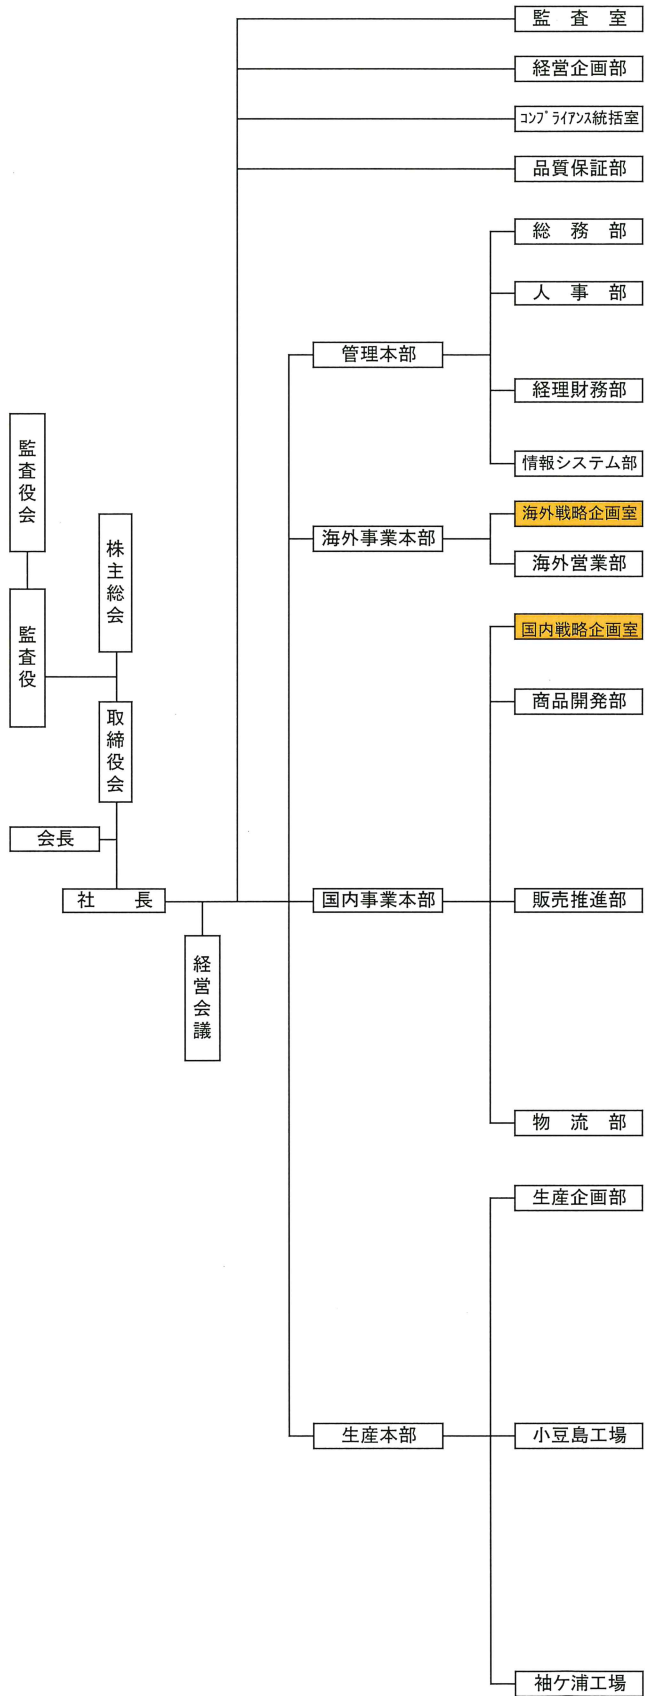 監　査　室
経営企画部
ｺﾝﾌﾟﾗｲｱﾝｽ統括室
品質保証部
総　務　部
人　事　部
管理本部
経理財務部
情報システム部
監査役会
株主総会
海外戦略企画室
海外事業本部
海外営業部
監査役
国内戦略企画室
商品開発部
取締役会
会長
社　　長
国内事業本部
販売推進部
経営会議
物　流　部
生産企画部
生産本部
小豆島工場
袖ケ浦工場